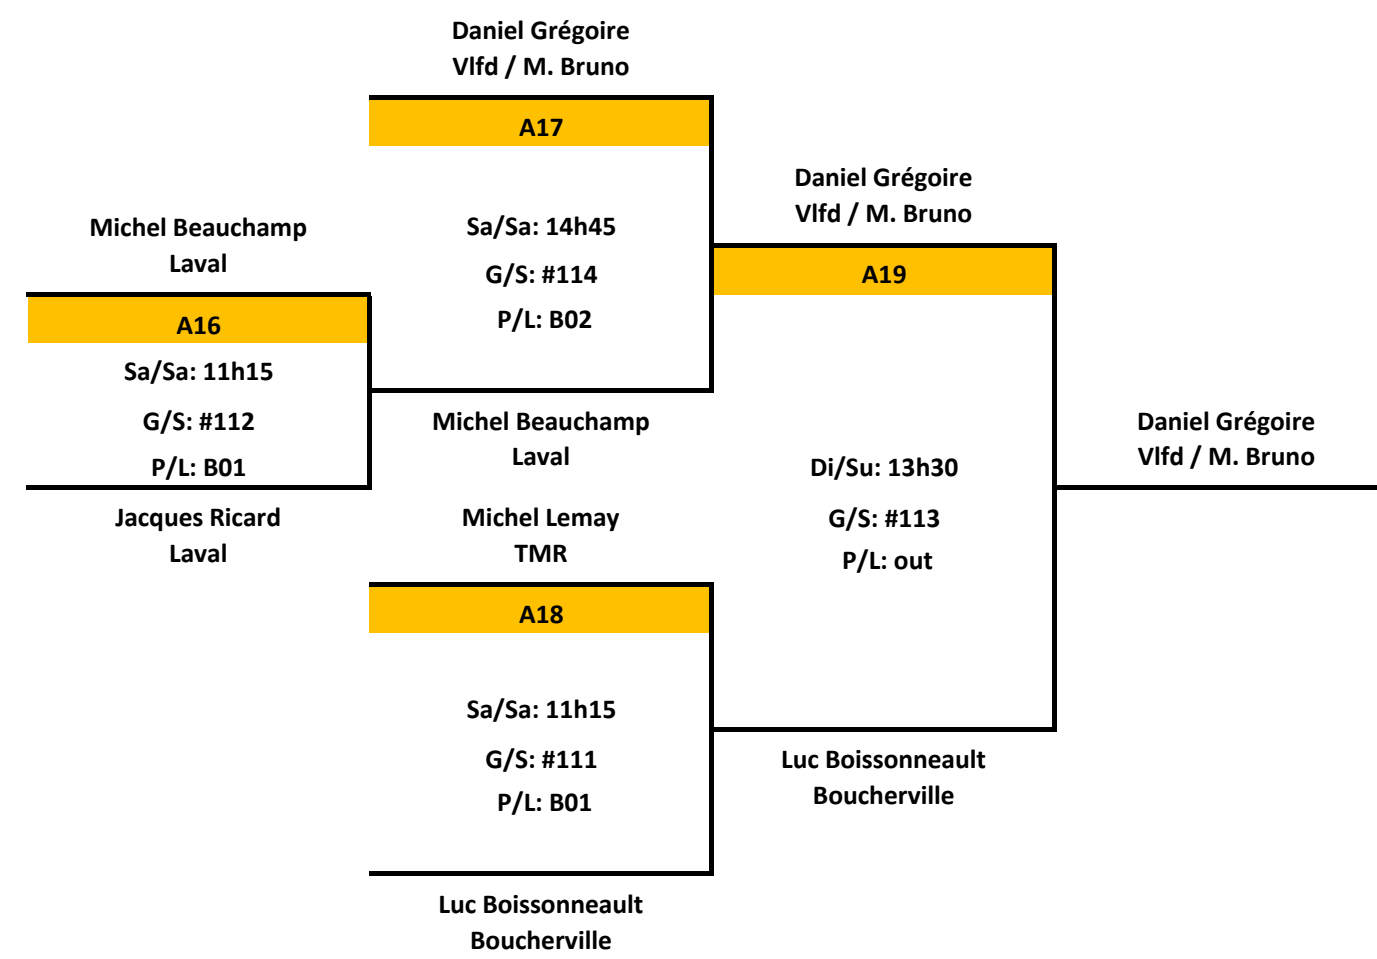 Daniel Grégoire
Vlfd / M. Bruno
A17
Sa/Sa: 14h45
G/S: #114
P/L: B02
Michel Beauchamp
Laval
A16
Sa/Sa: 11h15
G/S: #112
P/L: B01
Jacques Ricard
Laval
Michel Beauchamp
Laval
Michel Lemay
TMR
A18
Sa/Sa: 11h15
G/S: #111
P/L: B01
Luc Boissonneault
Boucherville
Daniel Grégoire
Vlfd / M. Bruno
A19
Di/Su: 13h30
G/S: #113
P/L: out
Luc Boissonneault
Boucherville
Daniel Grégoire
Vlfd / M. Bruno